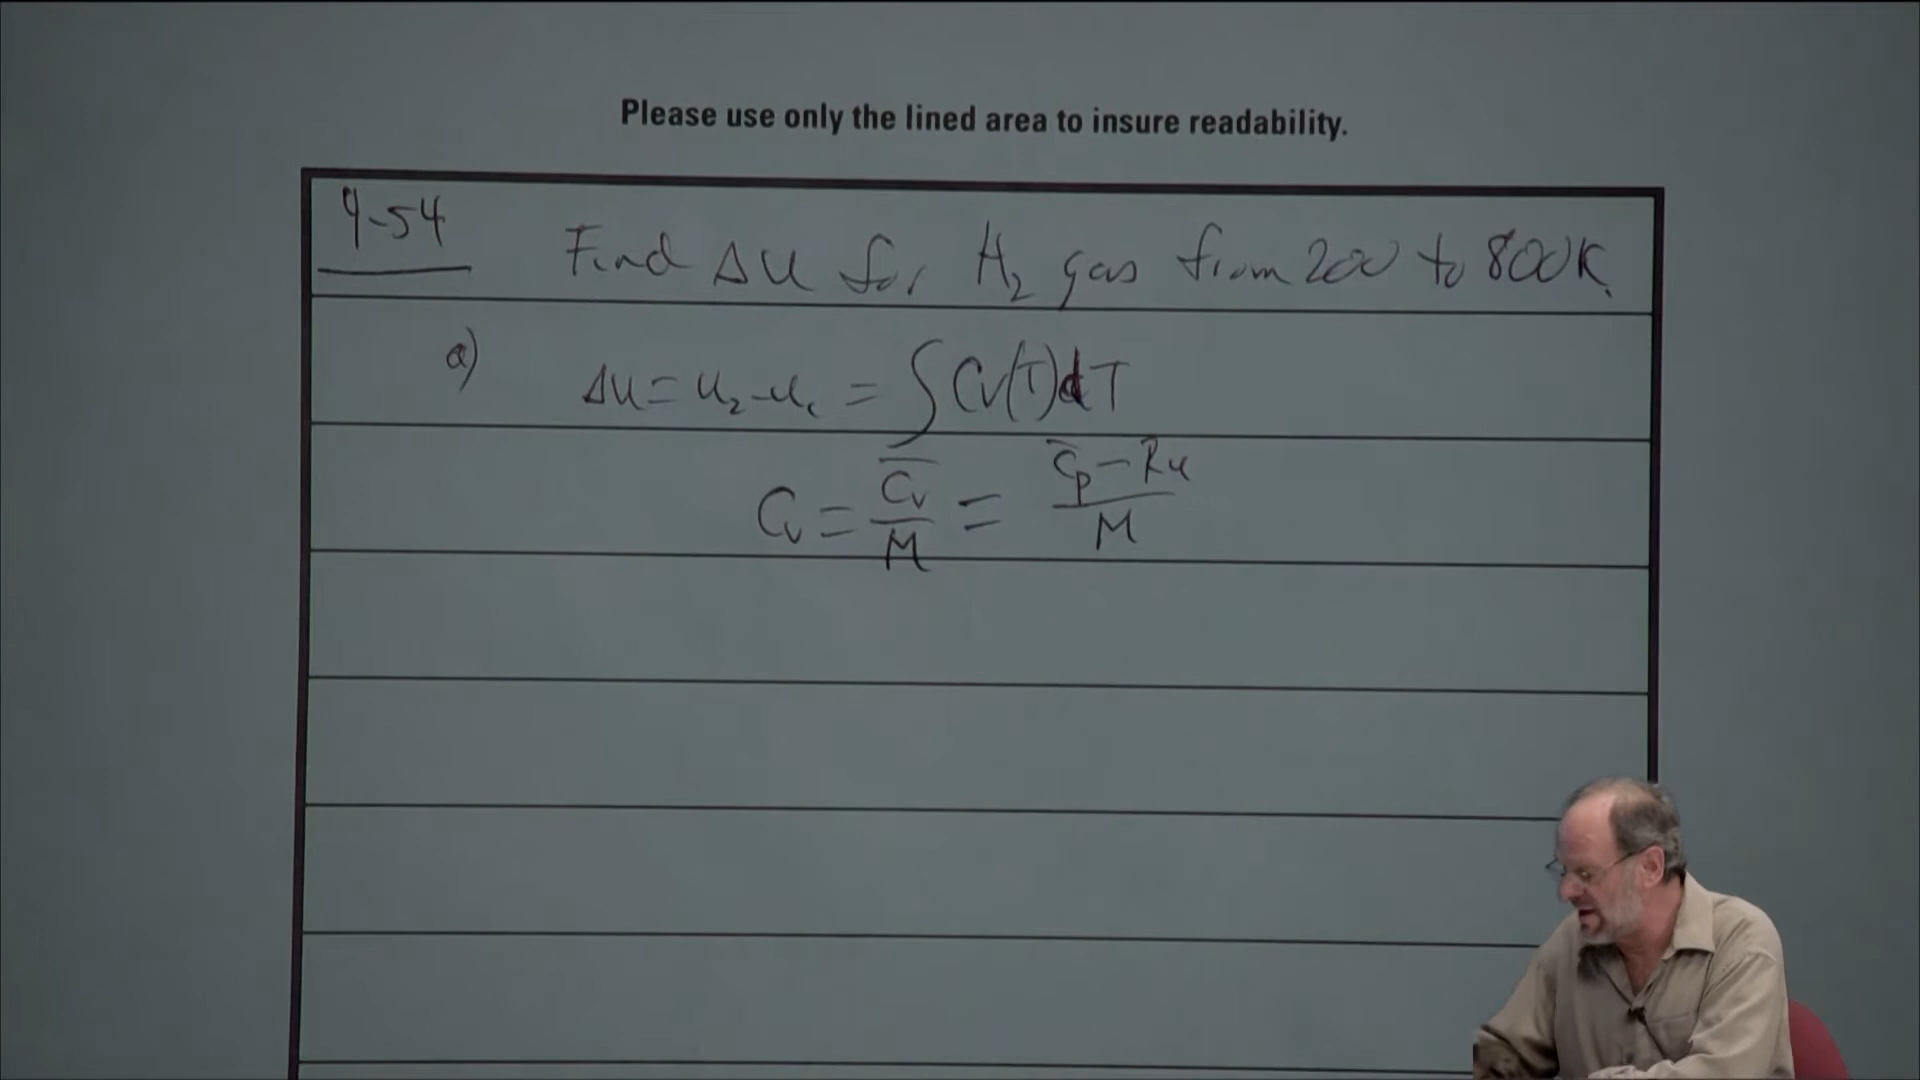 Please use only the lined area to insure readability.
4-54 Find Δu for H₂ gas from 200 to 800K.
a) Δu = u₂-u₁ = ∫Cv(T)dT
Cv = C̅v/M = (C̅p-Ru)/M